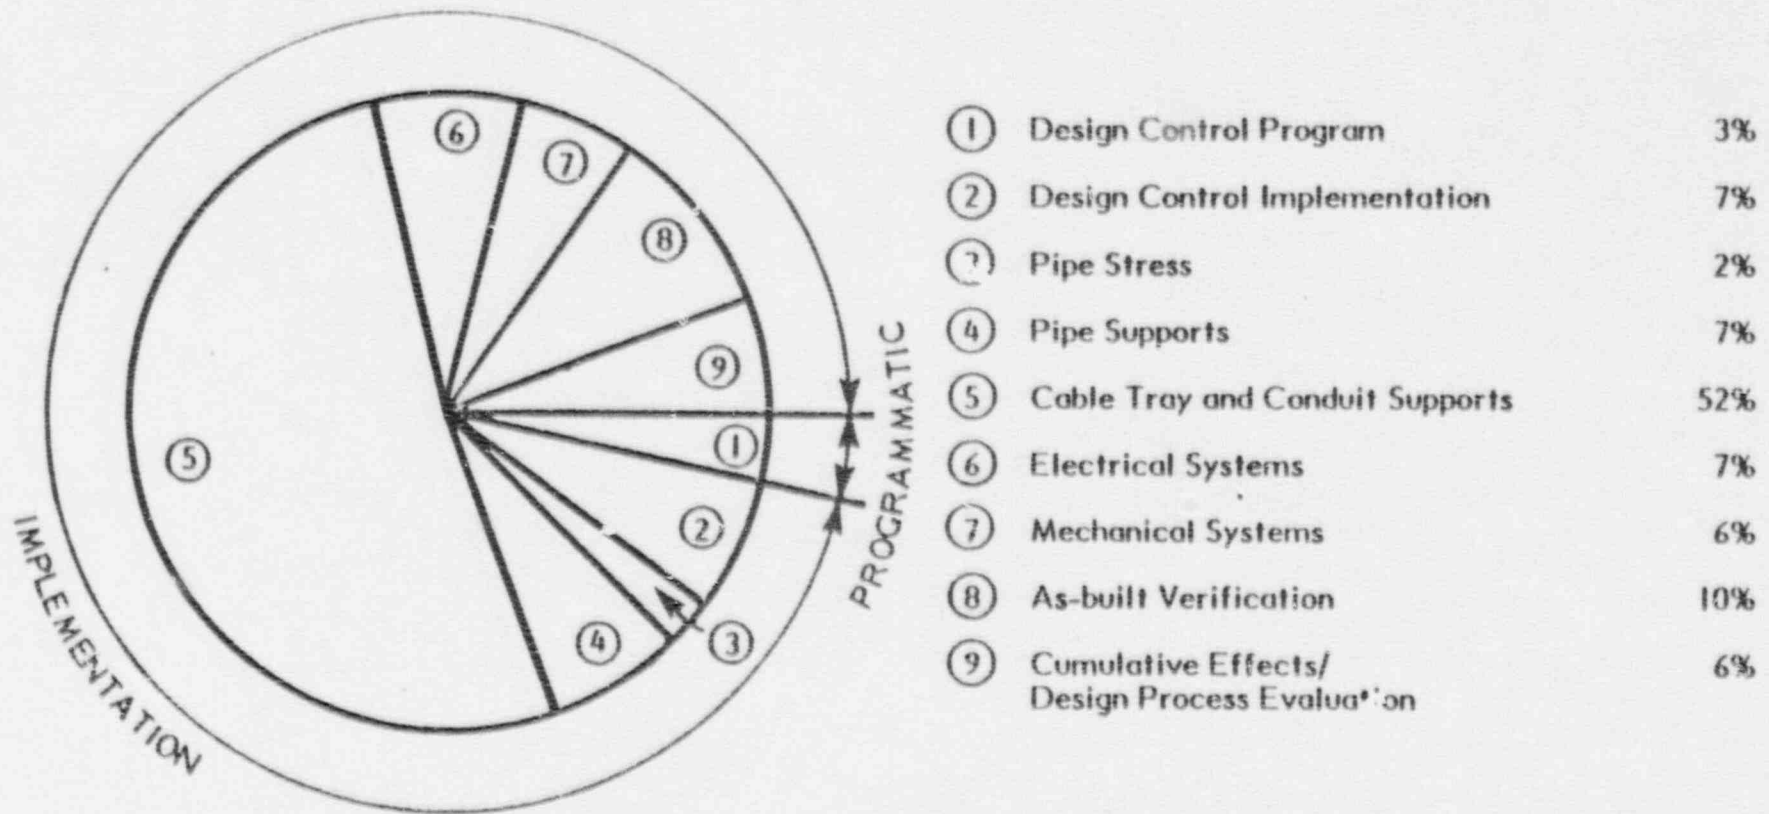 ① Design Control Program 3%
② Design Control Implementation 7%
Pipe Stress 2%
④ Pipe Supports 7%
⑤ Cable Tray and Conduit Supports 52%
⑥ Electrical Systems 7%
⑦ Mechanical Systems 6%
⑧ As-built Verification 10%
⑨ Cumulative Effects/ 6%
Design Process Evaluation
⑥
⑦
⑧
⑨
①
②
③
④
⑤
IMPLEMENTATION
PROGRAMMATIC